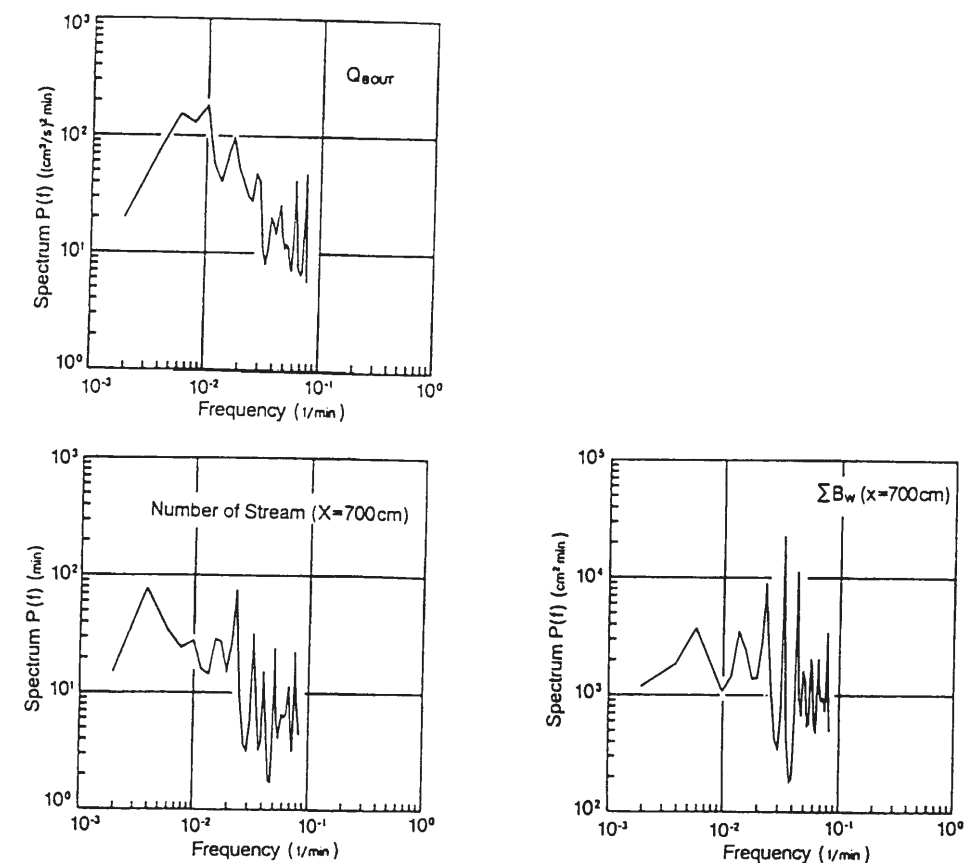 10³
Q_BOUT
10²
10¹
10⁰
Spectrum P(f) ((cm³/s)² min)
10⁻³ 10⁻² 10⁻¹ 10⁰
Frequency (1/min)
10³
Number of Stream (X=700cm)
10²
10¹
10⁰
Spectrum P(f) (min)
10⁻³ 10⁻² 10⁻¹ 10⁰
Frequency (1/min)
10⁵
∑B_W (x=700cm)
10⁴
10³
10²
Spectrum P(f) (cm² min)
10⁻³ 10⁻² 10⁻¹ 10⁰
Frequency (1/min)